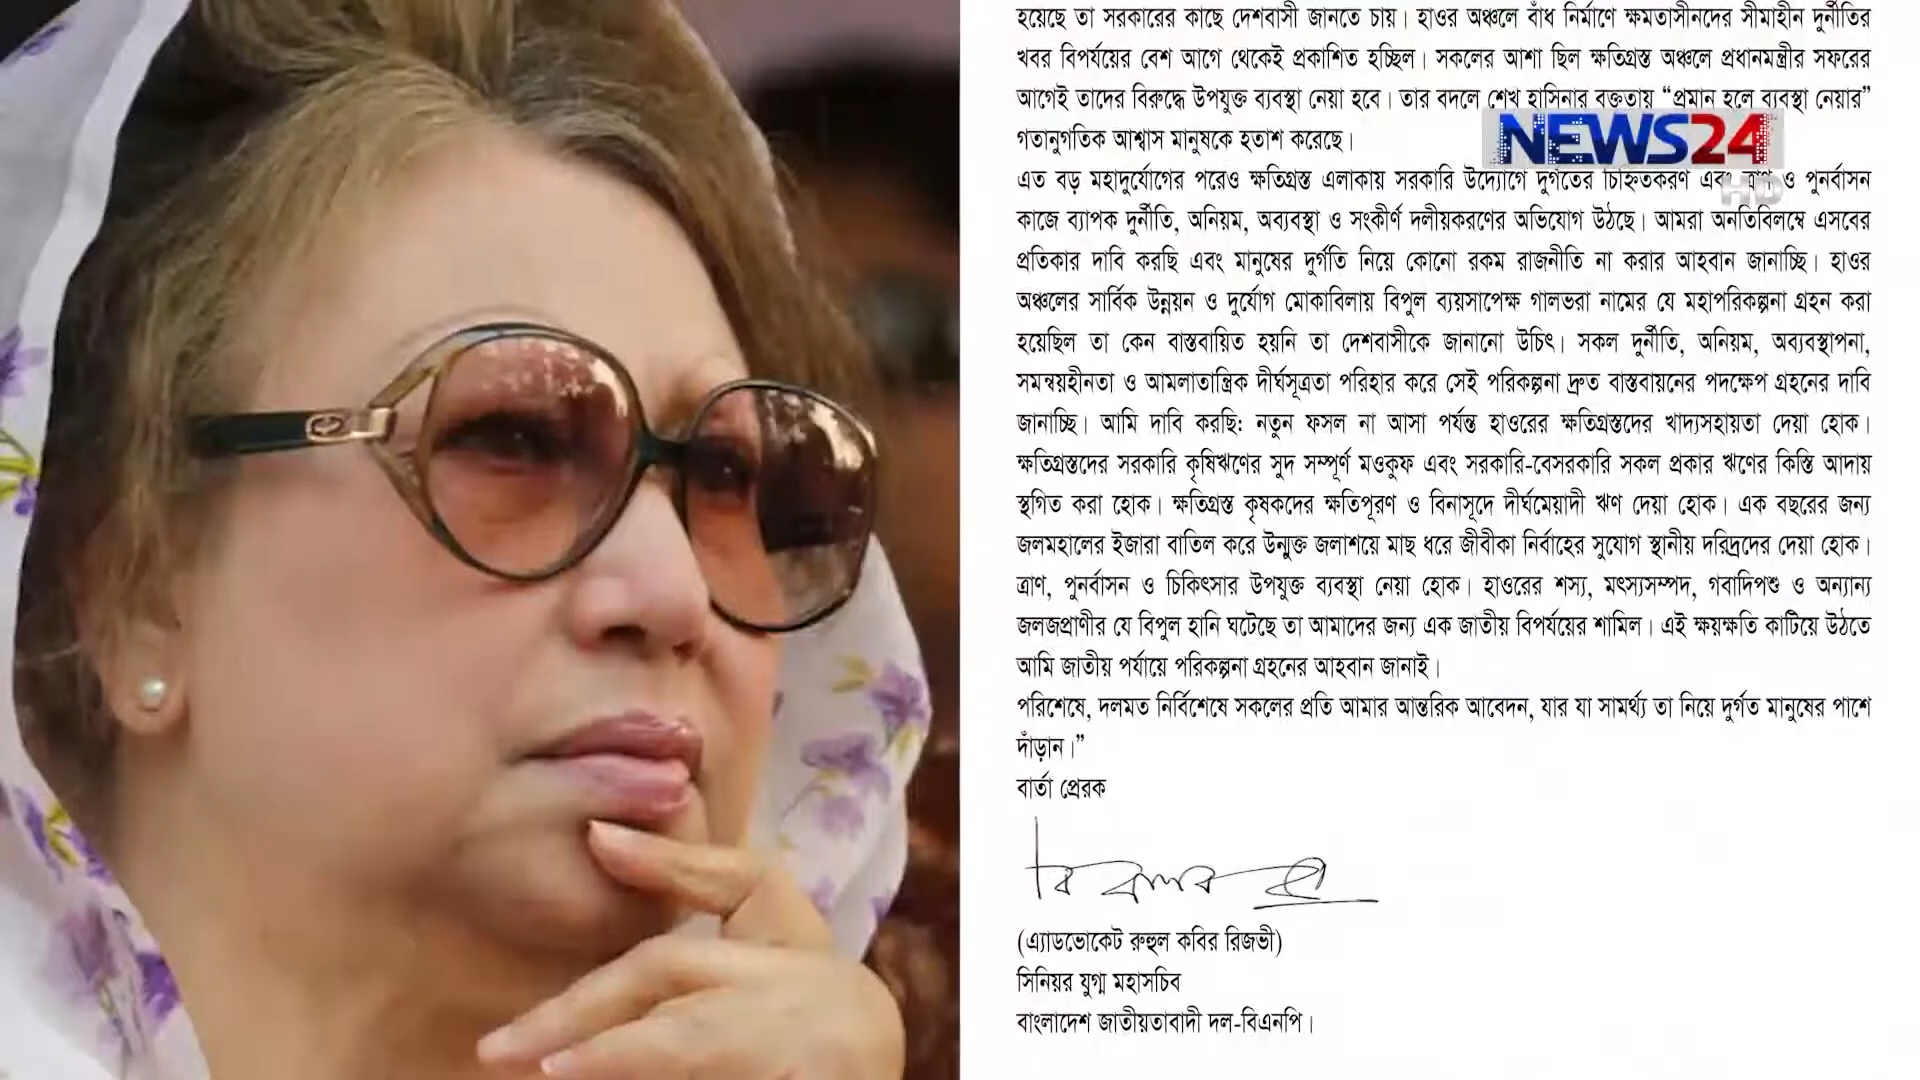 হয়েছে তা সরকারের কাছে দেশবাসী জানতে চায়। হাওর অঞ্চলে বাঁধ নির্মাণে ক্ষমতাসীনদের সীমাহীন দুর্নীতির
খবর বিপর্যয়ের বেশ আগে থেকেই প্রকাশিত হচ্ছিল। সকলের আশা ছিল ক্ষতিগ্রস্ত অঞ্চলে প্রধানমন্ত্রীর সফরের
আগেই তাদের বিরুদ্ধে উপযুক্ত ব্যবস্থা নেয়া হবে। তার বদলে শেখ হাসিনার বক্তৃতায় “প্রমান হলে ব্যবস্থা নেয়ার”
গতানুগতিক আশ্বাস মানুষকে হতাশ করেছে।
NEWS24
HD
এত বড় মহাদুর্যোগের পরেও ক্ষতিগ্রস্ত এলাকায় সরকারি উদ্যোগে দুর্গতের চিহ্নিতকরণ এবং ত্রাণ ও পুনর্বাসন
কাজে ব্যাপক দুর্নীতি, অনিয়ম, অব্যবস্থা ও সংকীর্ণ দলীয়করণের অভিযোগ উঠছে। আমরা অনতিবিলম্বে এসবের
প্রতিকার দাবি করছি এবং মানুষের দুর্গতি নিয়ে কোনো রকম রাজনীতি না করার আহবান জানাচ্ছি। হাওর
অঞ্চলের সার্বিক উন্নয়ন ও দুর্যোগ মোকাবিলায় বিপুল ব্যয়সাপেক্ষ গালভরা নামের যে মহাপরিকল্পনা গ্রহন করা
হয়েছিল তা কেন বাস্তবায়িত হয়নি তা দেশবাসীকে জানানো উচিৎ। সকল দুর্নীতি, অনিয়ম, অব্যবস্থাপনা,
সমন্বয়হীনতা ও আমলাতান্ত্রিক দীর্ঘসূত্রতা পরিহার করে সেই পরিকল্পনা দ্রুত বাস্তবায়নের পদক্ষেপ গ্রহনের দাবি
জানাচ্ছি। আমি দাবি করছি: নতুন ফসল না আসা পর্যন্ত হাওরের ক্ষতিগ্রস্তদের খাদ্যসহায়তা দেয়া হোক।
ক্ষতিগ্রস্তদের সরকারি কৃষিঋণের সুদ সম্পূর্ণ মওকুফ এবং সরকারি-বেসরকারি সকল প্রকার ঋণের কিস্তি আদায়
স্থগিত করা হোক। ক্ষতিগ্রস্ত কৃষকদের ক্ষতিপূরণ ও বিনাসূদে দীর্ঘমেয়াদী ঋণ দেয়া হোক। এক বছরের জন্য
জলমহালের ইজারা বাতিল করে উন্মুক্ত জলাশয়ে মাছ ধরে জীবীকা নির্বাহের সুযোগ স্থানীয় দরিদ্রদের দেয়া হোক।
ত্রাণ, পুনর্বাসন ও চিকিৎসার উপযুক্ত ব্যবস্থা নেয়া হোক। হাওরের শস্য, মৎস্যসম্পদ, গবাদিপশু ও অন্যান্য
জলজপ্রাণীর যে বিপুল হানি ঘটেছে তা আমাদের জন্য এক জাতীয় বিপর্যয়ের শামিল। এই ক্ষয়ক্ষতি কাটিয়ে উঠতে
আমি জাতীয় পর্যায়ে পরিকল্পনা গ্রহনের আহবান জানাই।
পরিশেষে, দলমত নির্বিশেষে সকলের প্রতি আমার আন্তরিক আবেদন, যার যা সামর্থ্য তা নিয়ে দুর্গত মানুষের পাশে
দাঁড়ান।”
বার্তা প্রেরক
(এ্যাডভোকেট রুহুল কবির রিজভী)
সিনিয়র যুগ্ম মহাসচিব
বাংলাদেশ জাতীয়তাবাদী দল-বিএনপি।